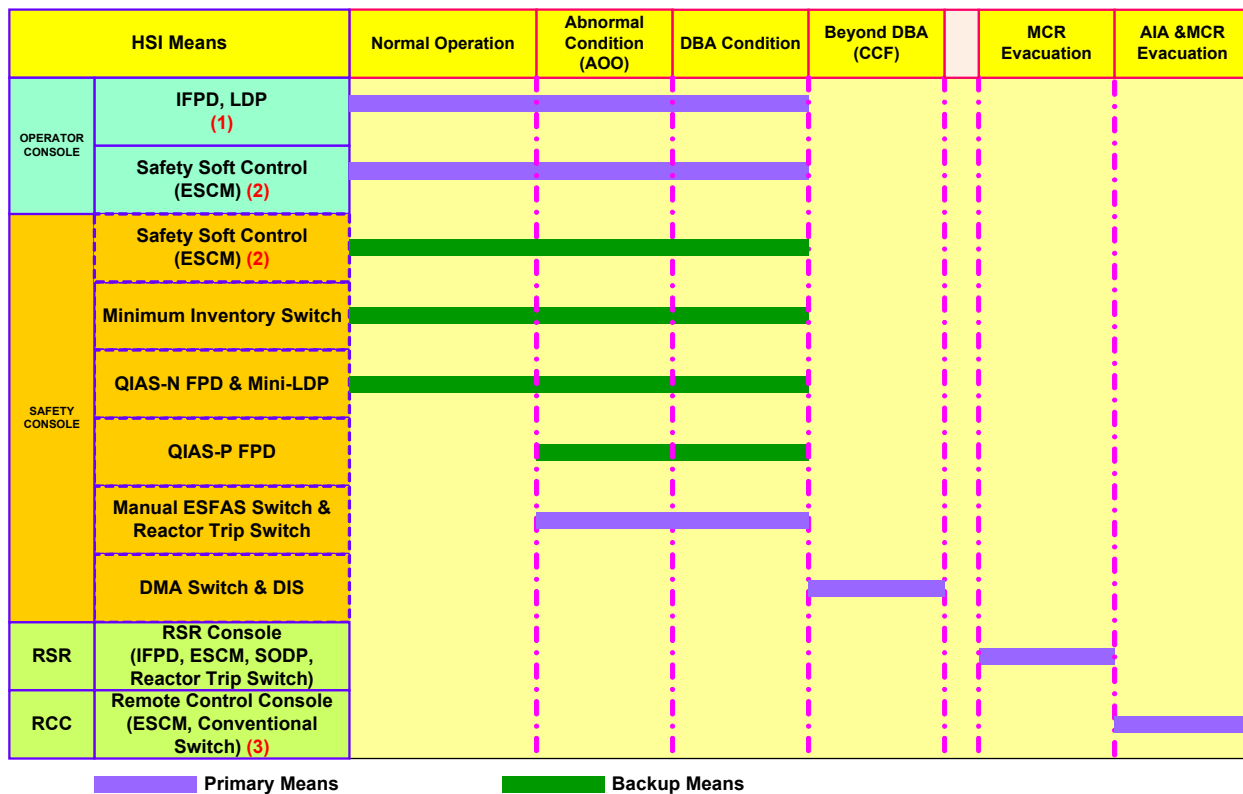 HSI Means
Normal Operation
Abnormal
Condition
(AOO)
DBA Condition
Beyond DBA
(CCF)
MCR
Evacuation
AIA &MCR
Evacuation
OPERATOR
CONSOLE
IFPD, LDP
(1)
Safety Soft Control
(ESCM) (2)
SAFETY
CONSOLE
Safety Soft Control
(ESCM) (2)
Minimum Inventory Switch
QIAS-N FPD & Mini-LDP
QIAS-P FPD
Manual ESFAS Switch &
Reactor Trip Switch
DMA Switch & DIS
RSR
RSR Console
(IFPD, ESCM, SODP,
Reactor Trip Switch)
RCC
Remote Control Console
(ESCM, Conventional
Switch) (3)
Primary Means
Backup Means